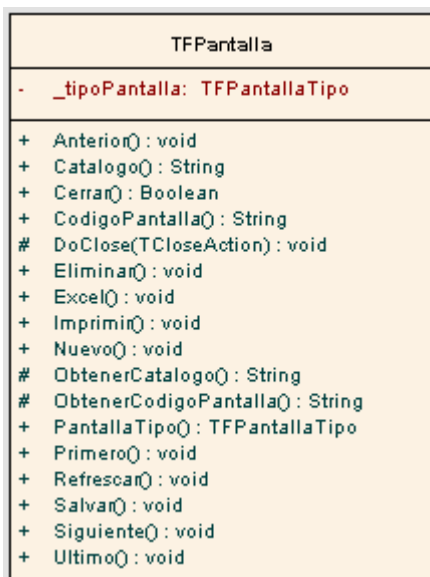 TFPantalla
- _tipoPantalla: TFPantallaTipo
+ Anterior() : void
+ Catalogo() : String
+ Cerrar() : Boolean
+ CodigoPantalla() : String
# DoClose(TCloseAction) : void
+ Eliminar() : void
+ Excel() : void
+ Imprimir() : void
+ Nuevo() : void
# ObtenerCatalogo() : String
# ObtenerCodigoPantalla() : String
+ PantallaTipo() : TFPantallaTipo
+ Primero() : void
+ Refrescar() : void
+ Salvar() : void
+ Siguiente() : void
+ Ultimo() : void